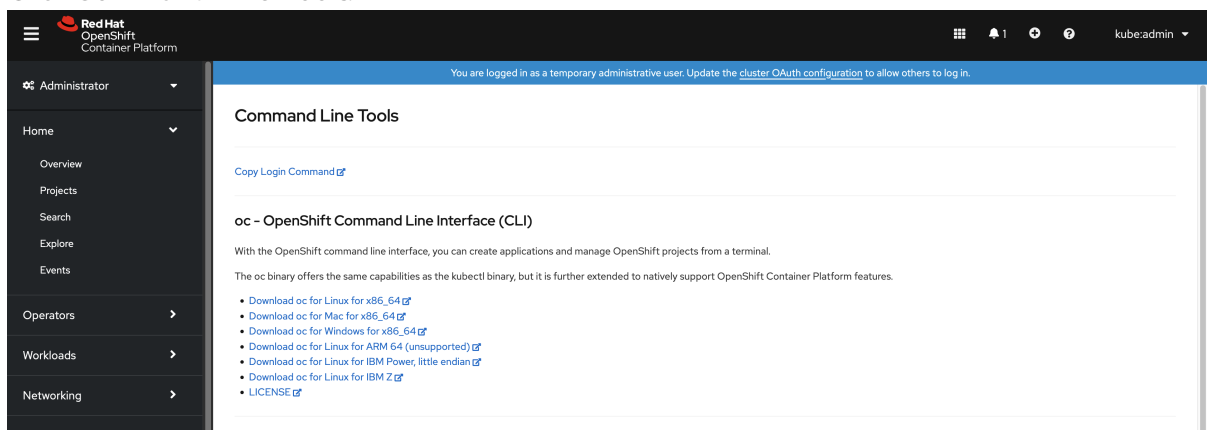 Red Hat
OpenShift
Container Platform
1
kube:admin
You are logged in as a temporary administrative user. Update the cluster OAuth configuration to allow others to log in.
Administrator
Home
Overview
Projects
Search
Explore
Events
Operators
Workloads
Networking
Command Line Tools
Copy Login Command
oc - OpenShift Command Line Interface (CLI)
With the OpenShift command line interface, you can create applications and manage OpenShift projects from a terminal.
The oc binary offers the same capabilities as the kubectl binary, but it is further extended to natively support OpenShift Container Platform features.
Download oc for Linux for x86_64
Download oc for Mac for x86_64
Download oc for Windows for x86_64
Download oc for Linux for ARM 64 (unsupported)
Download oc for Linux for IBM Power, little endian
Download oc for Linux for IBM Z
LICENSE